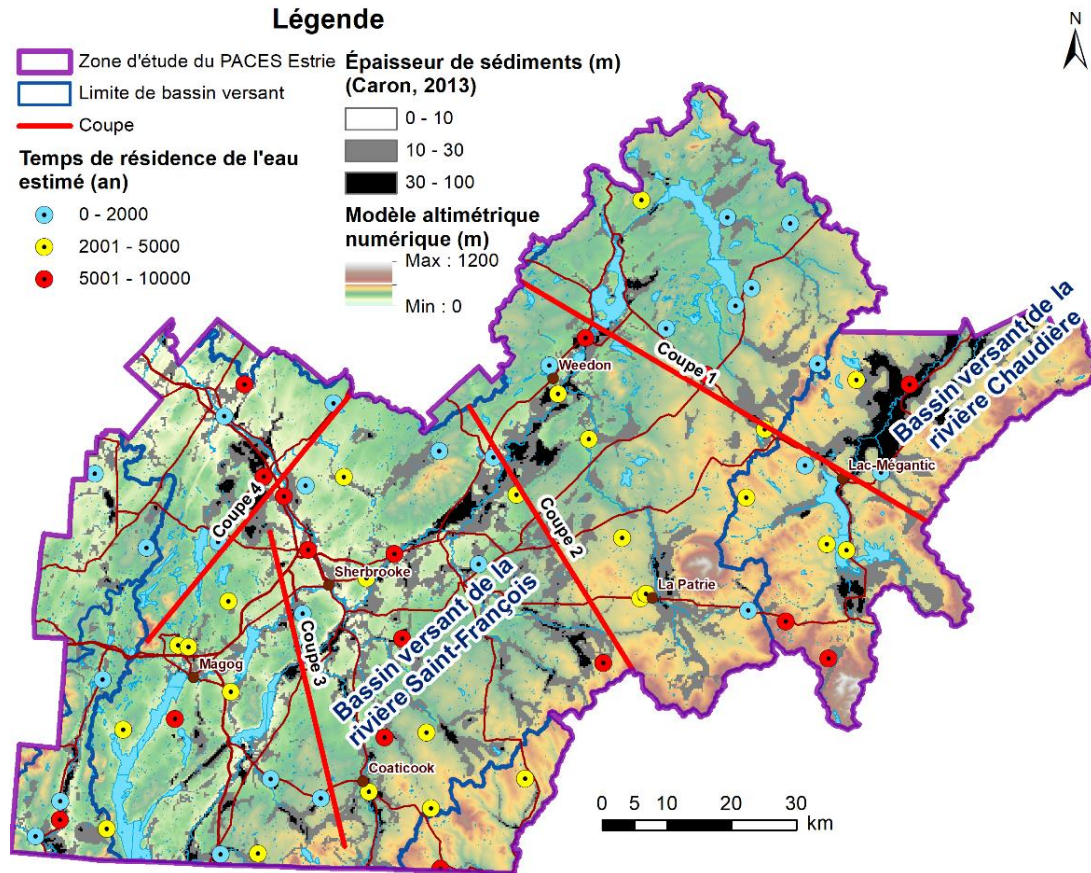 Légende
N
Zone d'étude du PACES Estrie
Limite de bassin versant
Coupe
Temps de résidence de l'eau
estimé (an)
0 - 2000
2001 - 5000
5001 - 10000
Épaisseur de sédiments (m)
(Caron, 2013)
0 - 10
10 - 30
30 - 100
Modèle altimétrique
numérique (m)
Max : 1200
Min : 0
Coupe 1
Weedon
Bassin versant de la
rivière Chaudière
Lac-Mégantic
Coupe 4
Coupe 2
Sherbrooke
La Patrie
Coupe 3
Bassin versant de la
rivière Saint-François
Magog
Coaticook
0 5 10 20 30
km